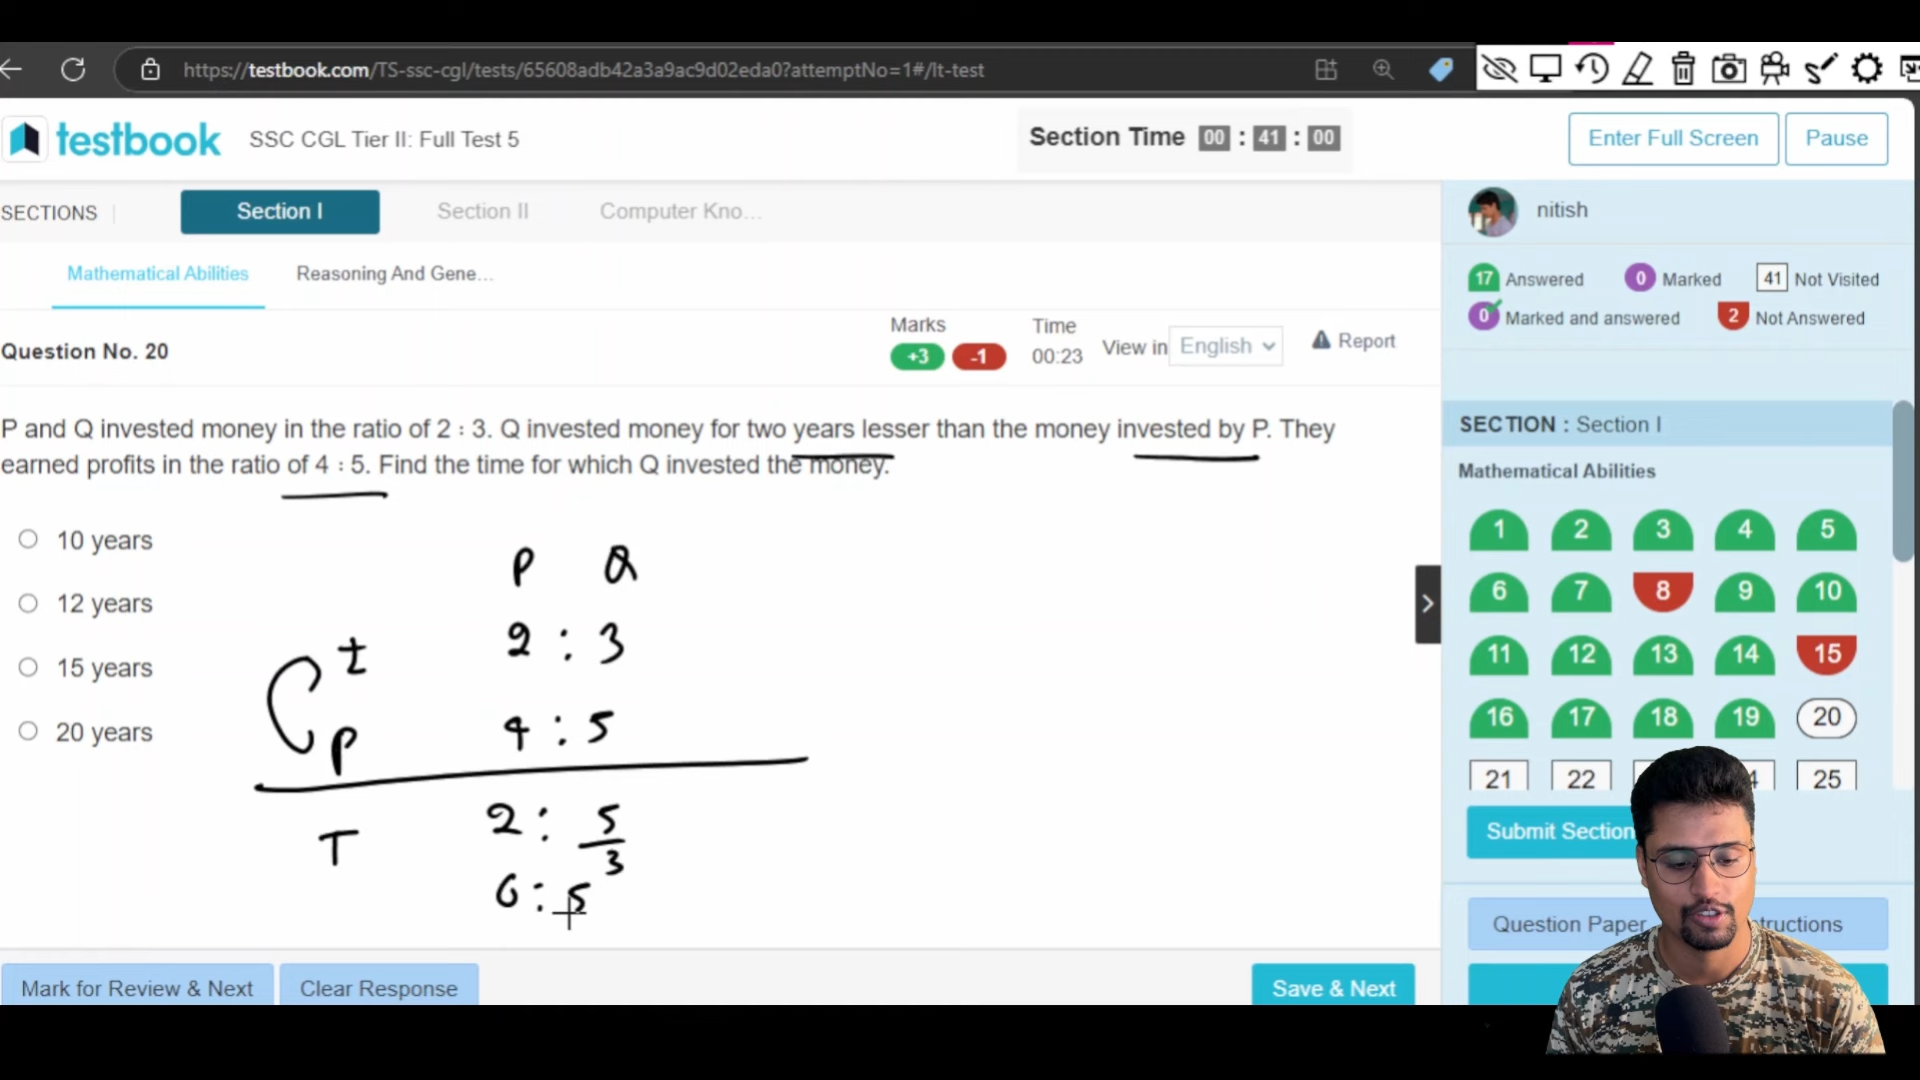 https://testbook.com/TS-ssc-cgl/tests/65608adb42a3a9ac9d02eda0?attemptNo=1#/lt-test
testbook SSC CGL Tier II: Full Test 5
Section Time 00 : 41 : 00
Enter Full Screen Pause
SECTIONS Section I Section II Computer Kno...
nitish
Mathematical Abilities Reasoning And Gene...
17 Answered 0 Marked 41 Not Visited
0 Marked and answered 2 Not Answered
Question No. 20
Marks +3 -1
Time 00:23
View in English
Report
P and Q invested money in the ratio of 2 : 3. Q invested money for two years lesser than the money invested by P. They
earned profits in the ratio of 4 : 5. Find the time for which Q invested the money.
10 years
12 years
15 years
20 years
P Q
t 2 : 3
P 4 : 5
T 2 : 5/3
6 : 5
SECTION : Section I
Mathematical Abilities
1 2 3 4 5
6 7 8 9 10
11 12 13 14 15
16 17 18 19 20
21 22 4 25
Submit Section
Question Paper tructions
Mark for Review & Next Clear Response Save & Next